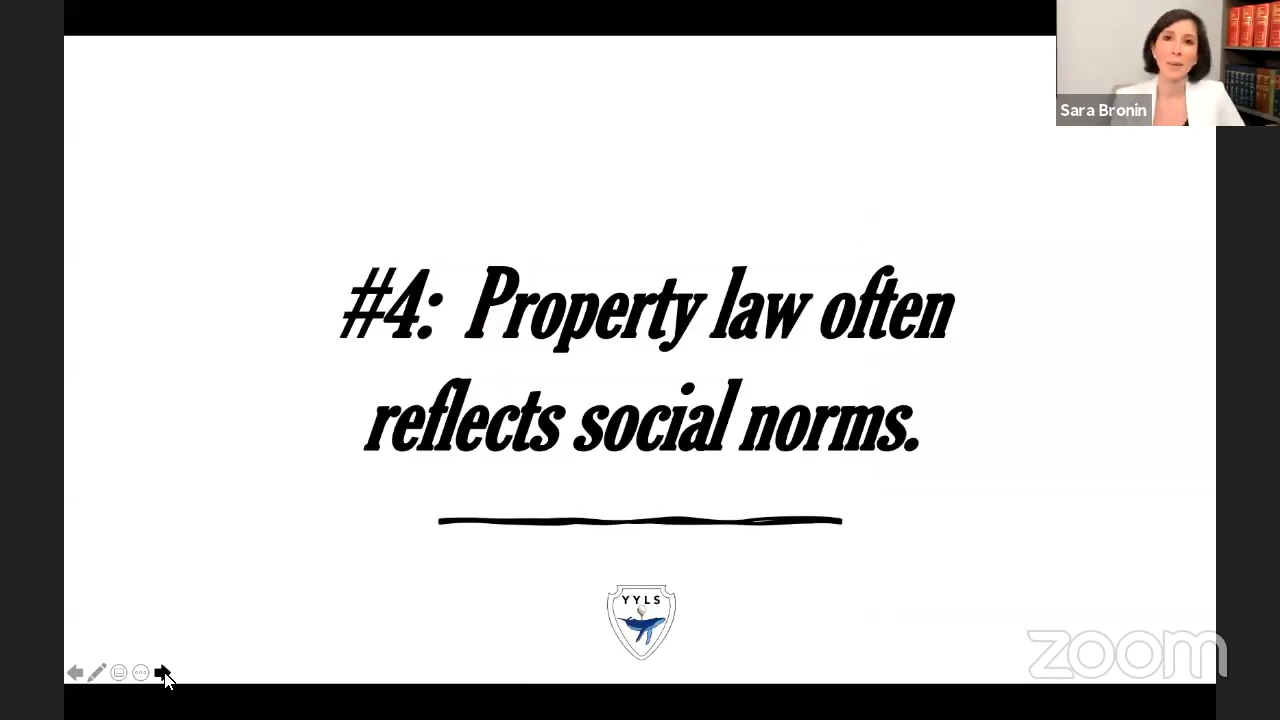 Sara Bronin
#4: Property law often
reflects social norms.
YYLS
zoom